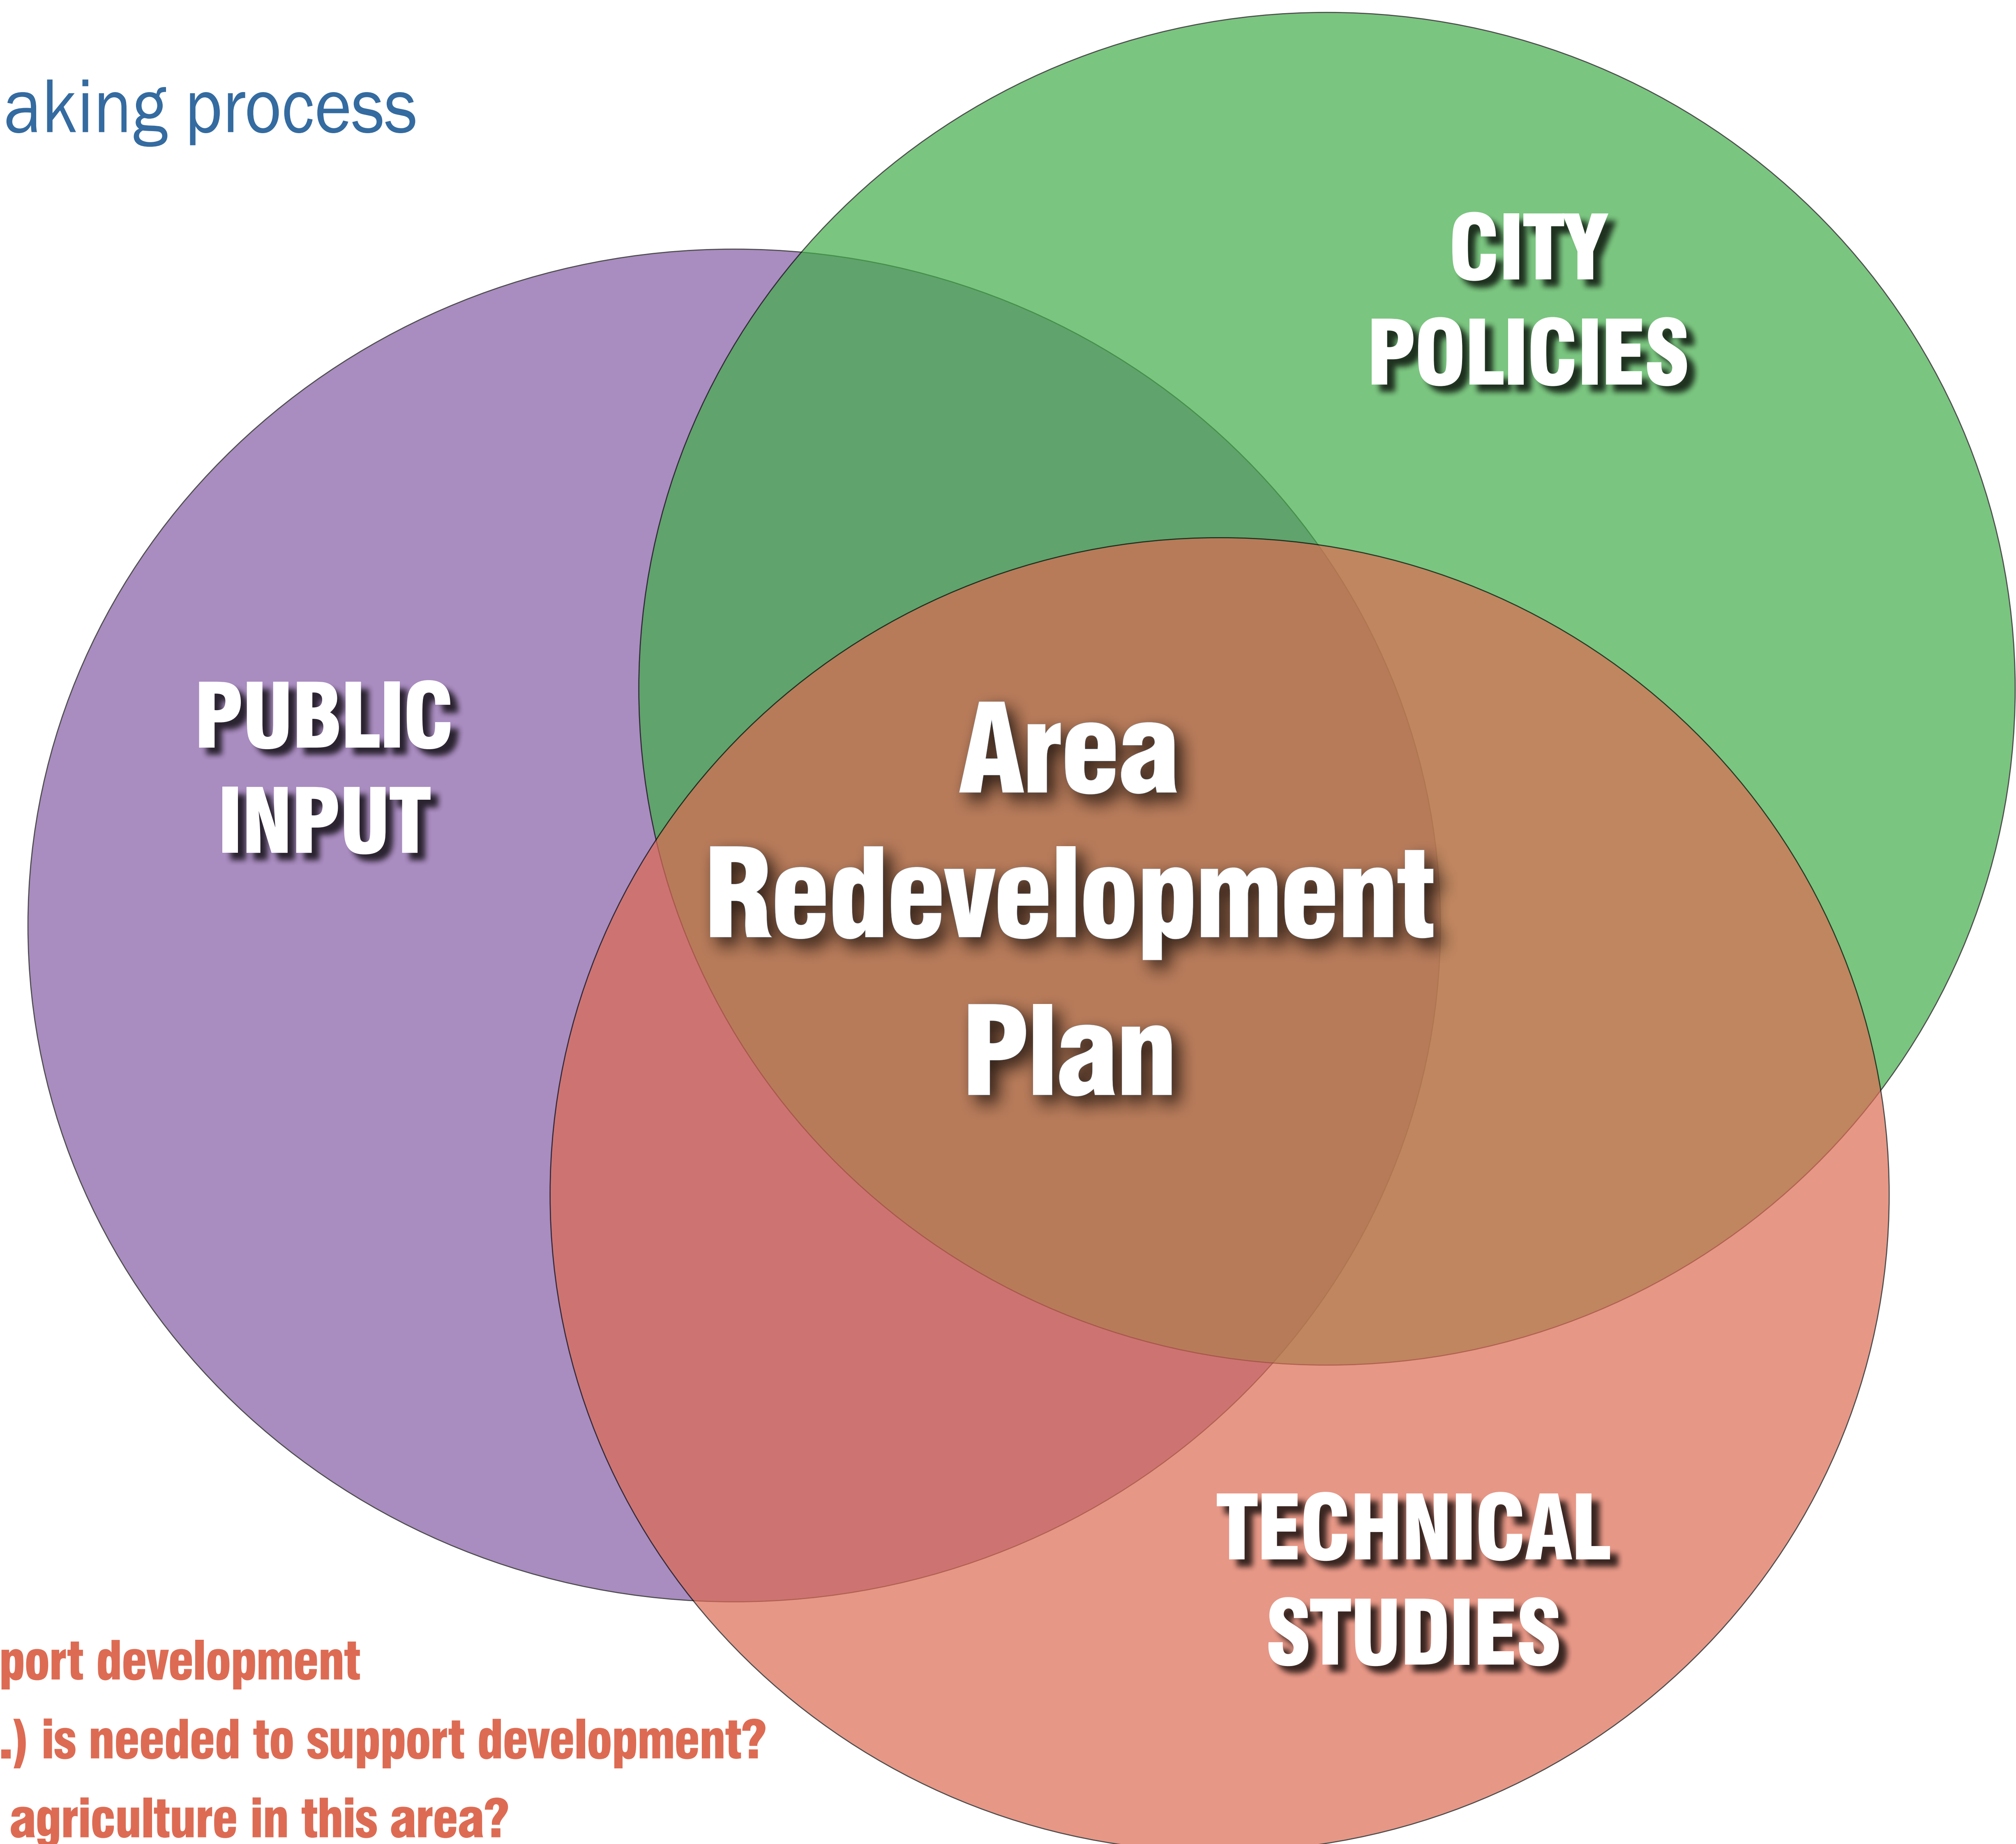 aking process
CITY
POLICIES
PUBLIC
INPUT
Area
Redevelopment
Plan
TECHNICAL
STUDIES
port development
.) is needed to support development?
agriculture in this area?